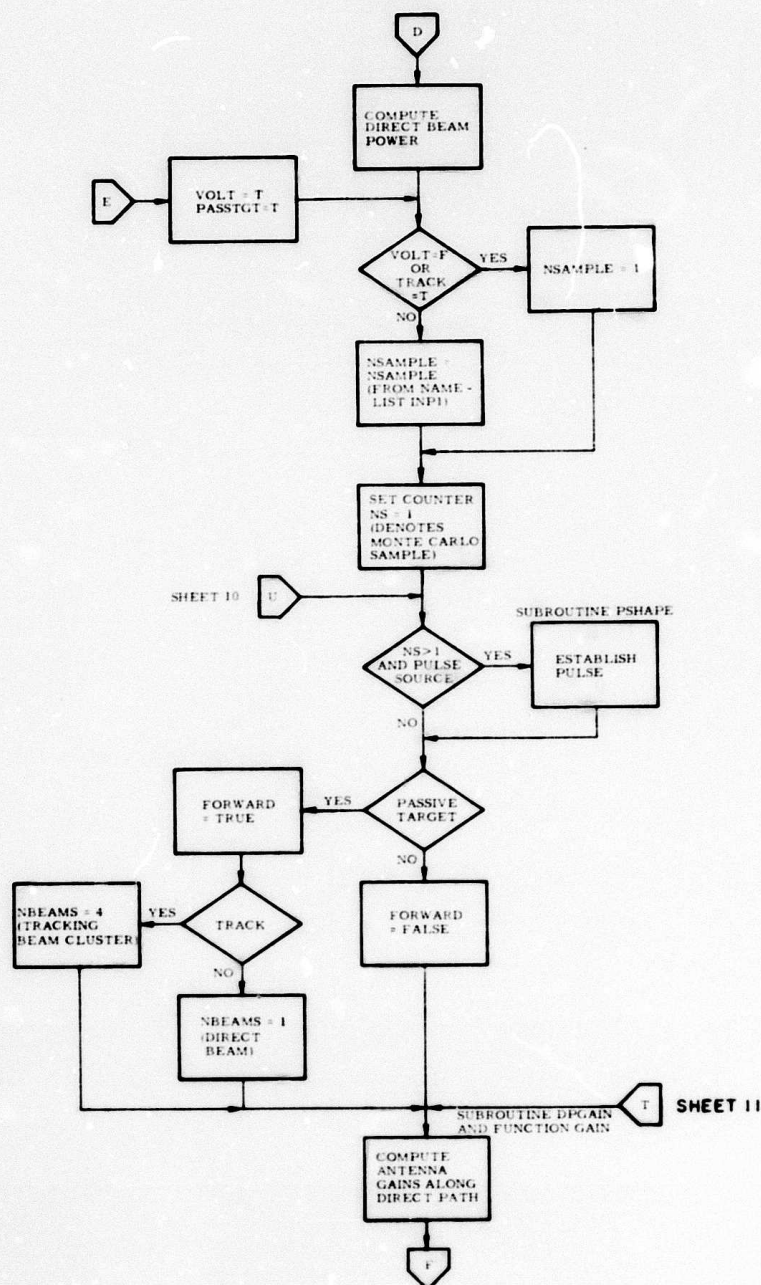 D
COMPUTE
DIRECT BEAM
POWER
E
VOLT = T
PASSTGT=T
VOLT=F
OR
TRACK
=T
YES
NSAMPLE = 1
NO
NSAMPLE =
NSAMPLE
(FROM NAME -
LIST INP1)
SET COUNTER
NS = 1
(DENOTES
MONTE CARLO
SAMPLE)
SHEET 10
U
SUBROUTINE PSHAPE
NS>1
AND PULSE
SOURCE
YES
ESTABLISH
PULSE
NO
FORWARD
= TRUE
YES
PASSIVE
TARGET
NO
NBEAMS = 4
(TRACKING
BEAM CLUSTER)
YES
TRACK
FORWARD
= FALSE
NO
NBEAMS = 1
(DIRECT
BEAM)
T
SHEET 11
SUBROUTINE DPGAIN
AND FUNCTION GAIN
COMPUTE
ANTENNA
GAINS ALONG
DIRECT PATH
F